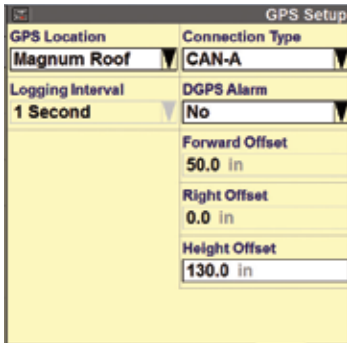 GPS Setup
GPS Location
Connection Type
Magnum Roof
CAN-A
Logging Interval
DGPS Alarm
1 Second
No
Forward Offset
50.0 in
Right Offset
0.0 in
Height Offset
130.0 in